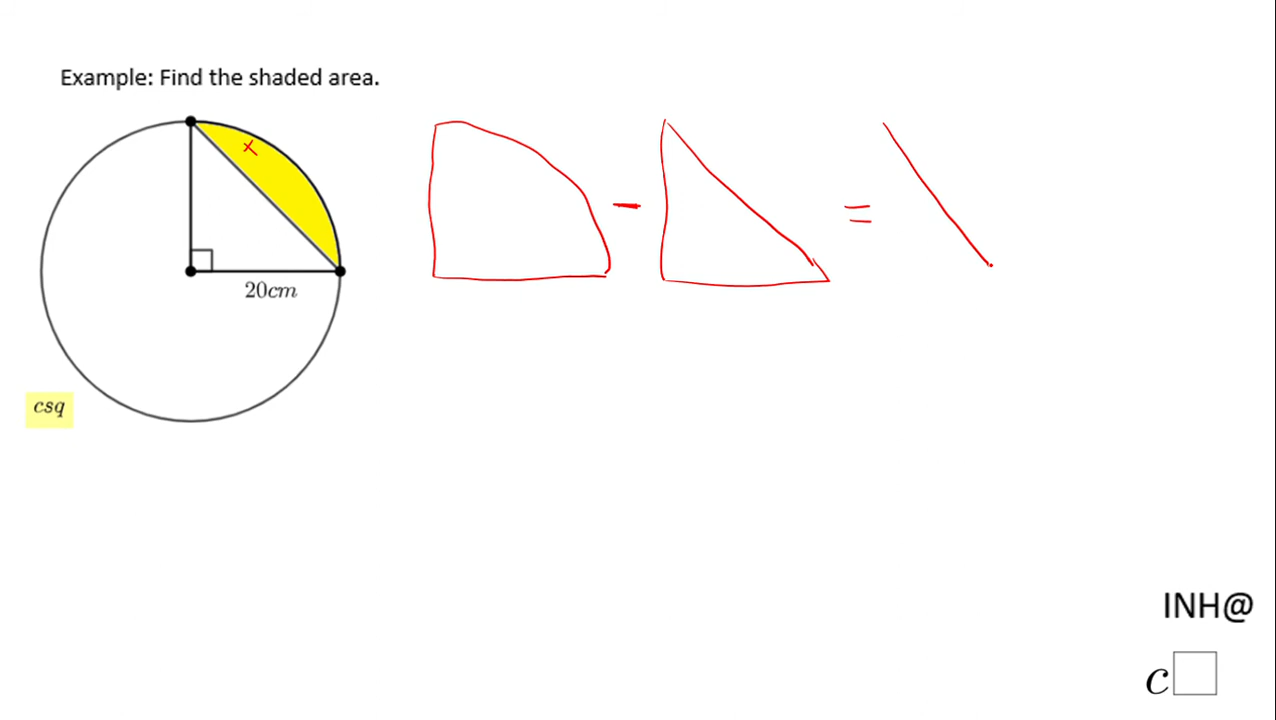 Example: Find the shaded area.
×
- =
20cm
csq
INH@
c